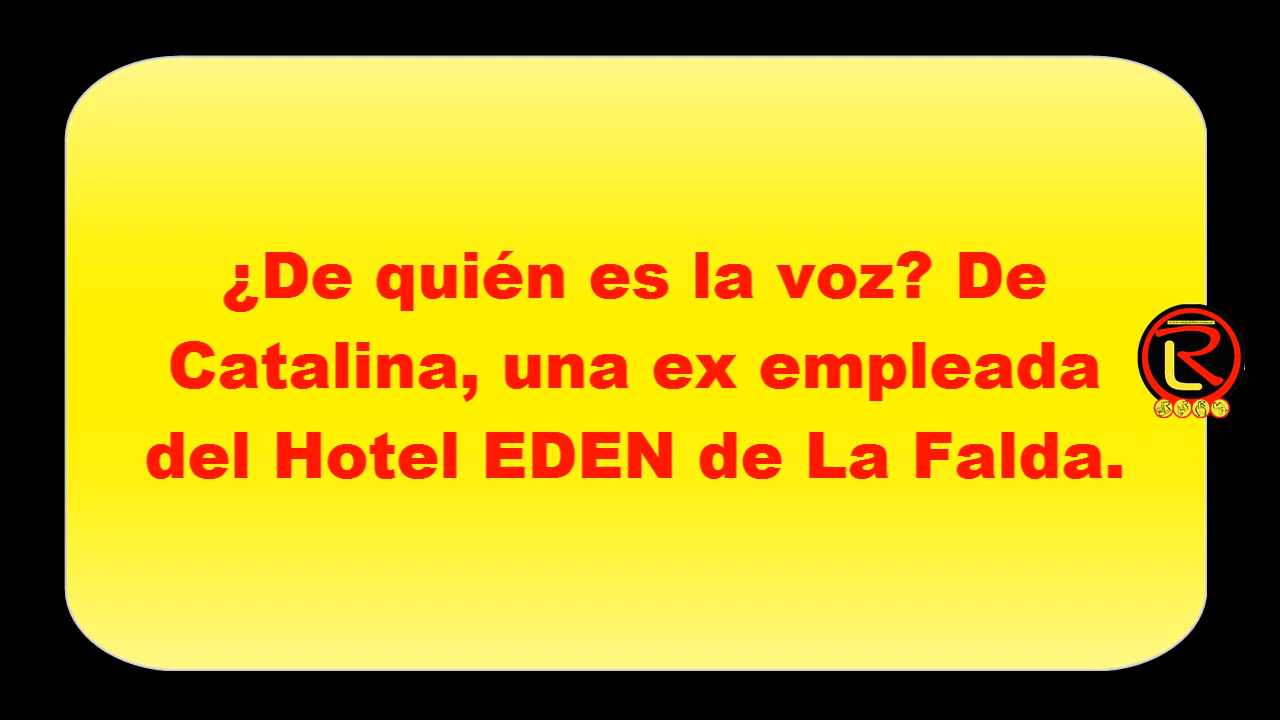 ¿De quién es la voz? De
Catalina, una ex empleada
del Hotel EDEN de La Falda.